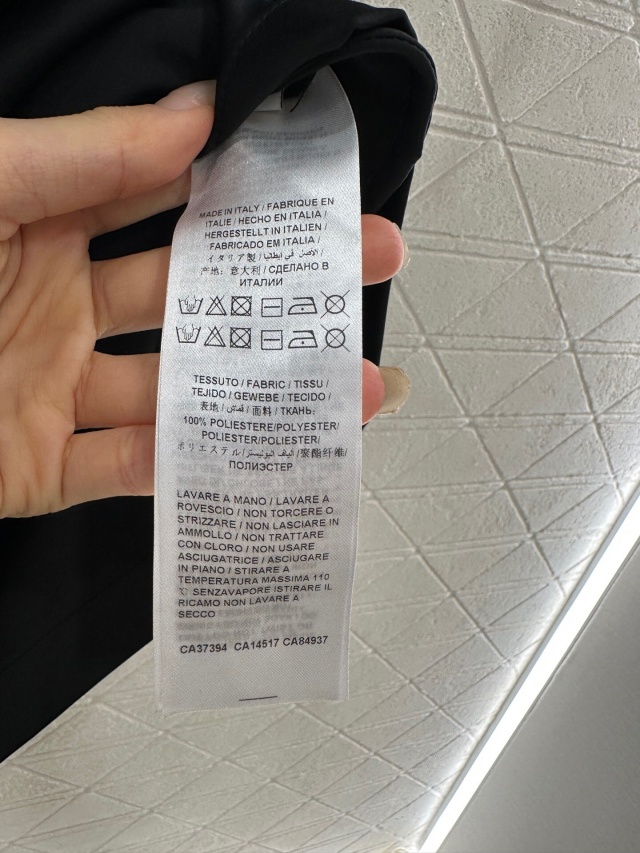 MADE IN ITALY / FABRIQUE EN
ITALIE / HECHO EN ITALIA /
HERGESTELLT IN ITALIEN /
FABRICADO EM ITALIA /
イタリア製 / الأصل في إيطاليا /
产地: 意大利 / СДЕЛАНО В
ИТАЛИИ
TESSUTO / FABRIC / TISSU /
TEJIDO / GEWEBE / TECIDO /
表地 / قماش / 面料 / ТКАНЬ:
100% POLIESTERE/POLYESTER/
POLIESTER/POLIESTER/
ポリエステル/ألياف البوليستر/聚酯纤维/
ПОЛИЭСТЕР
LAVARE A MANO / LAVARE A
ROVESCIO / NON TORCERE O
STRIZZARE / NON LASCIARE IN
AMMOLLO / NON TRATTARE
CON CLORO / NON USARE
ASCIUGATRICE / ASCIUGARE
IN PIANO / STIRARE A
TEMPERATURA MASSIMA 110
℃ SENZAVAPORE ISTIRARE IL
RICAMO NON LAVARE A
SECCO
CA37394 CA14517 CA84937